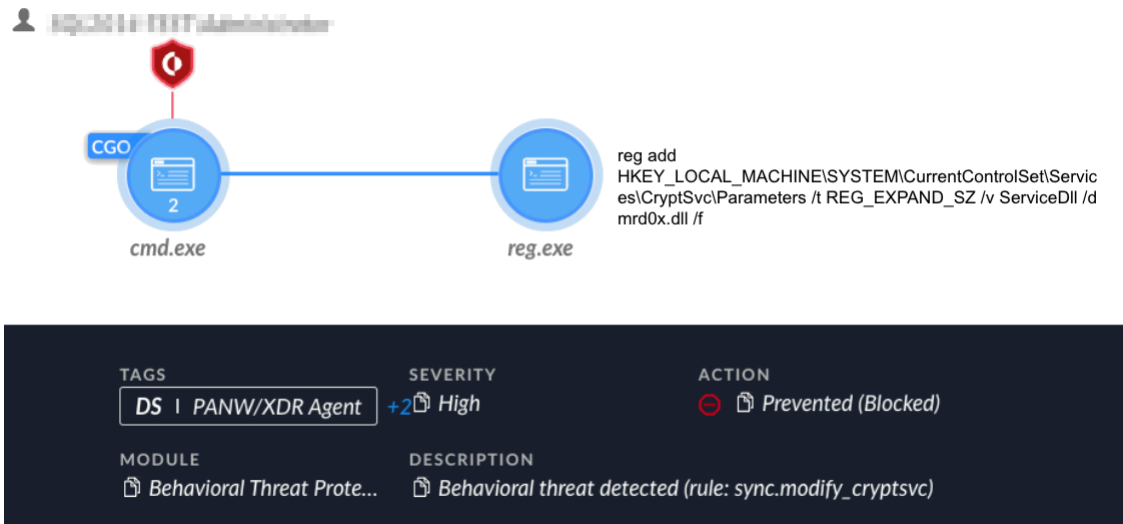 CGO
2
cmd.exe
reg.exe
reg add
HKEY_LOCAL_MACHINE\SYSTEM\CurrentControlSet\Servic
es\CryptSvc\Parameters /t REG_EXPAND_SZ /v ServiceDll /d
mrd0x.dll /f
TAGS
DS | PANW/XDR Agent +2
SEVERITY
High
ACTION
Prevented (Blocked)
MODULE
Behavioral Threat Prote...
DESCRIPTION
Behavioral threat detected (rule: sync.modify_cryptsvc)